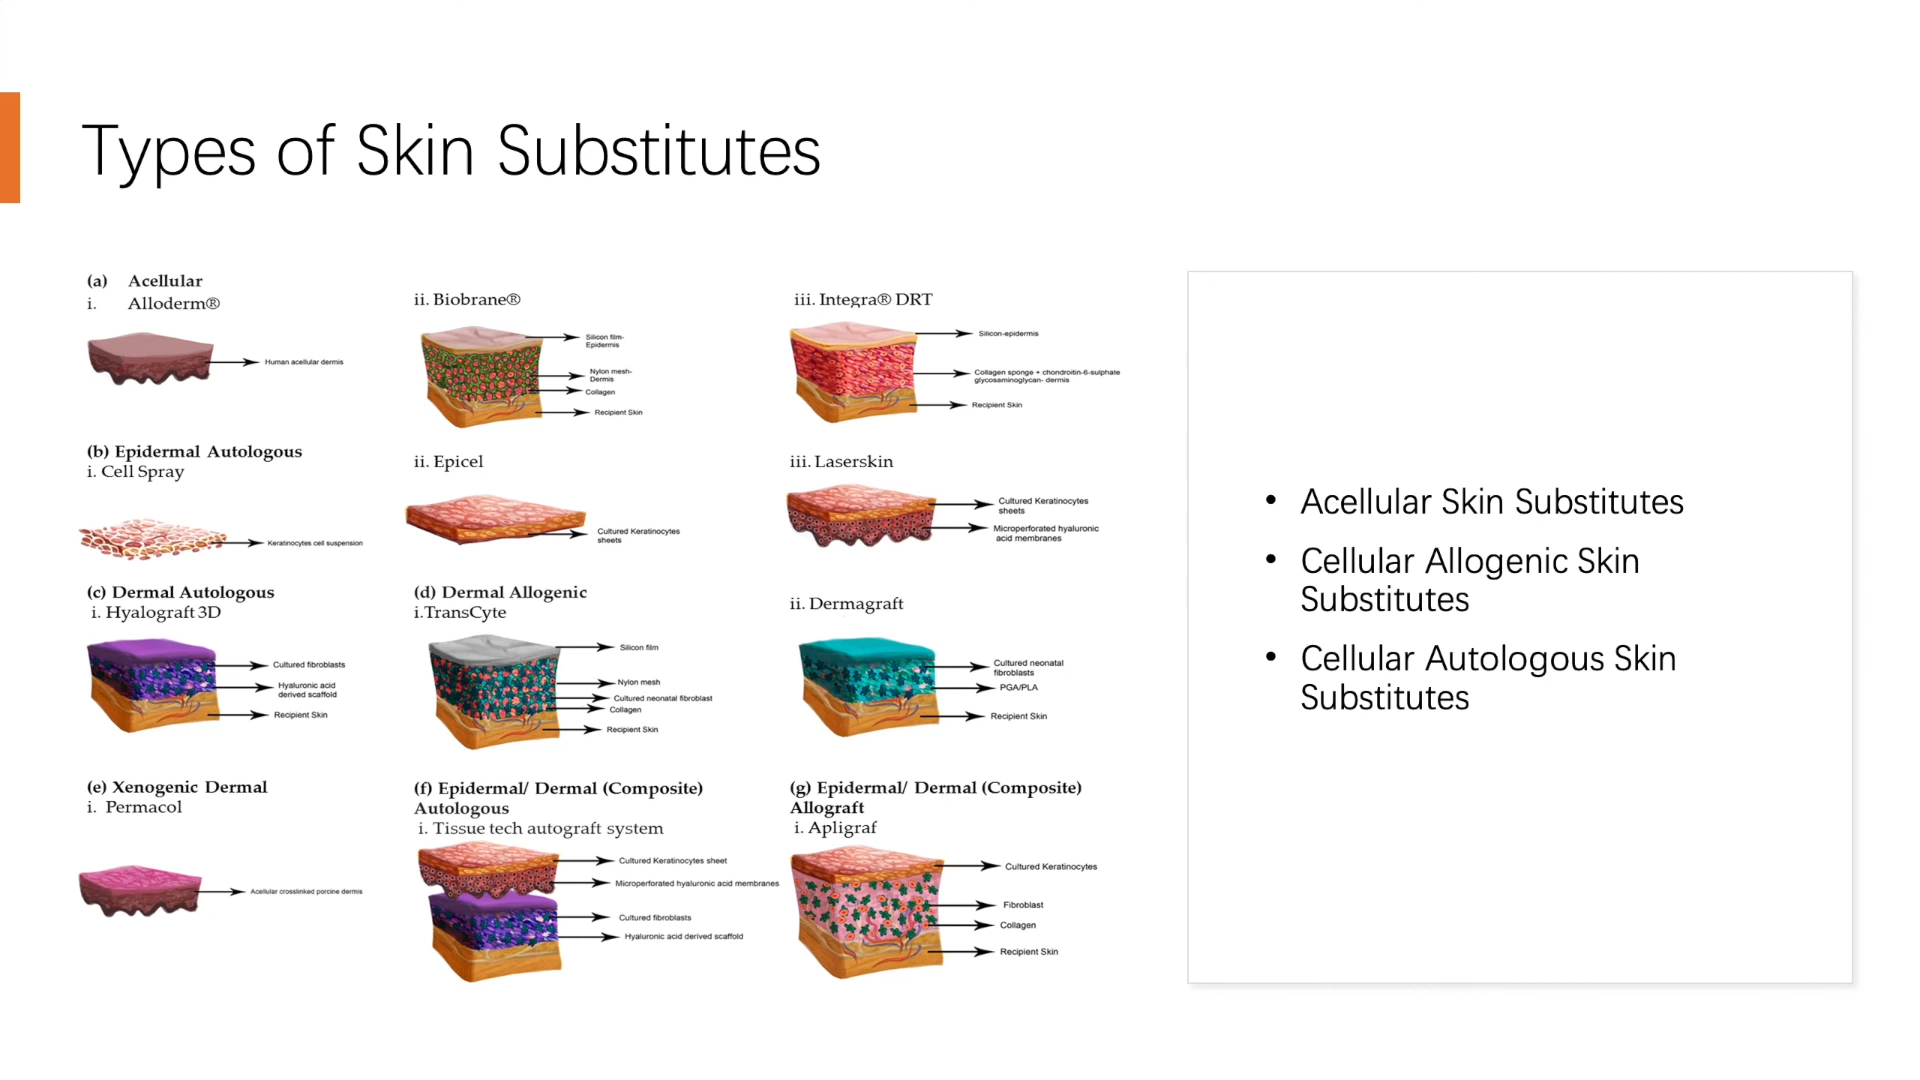 Types of Skin Substitutes
(a) Acellular
i. Alloderm®
Human acellular dermis
ii. Biobrane®
Silicon film-
Epidermis
Nylon mesh-
Dermis
Collagen
Recipient Skin
iii. Integra® DRT
Silicon-epidermis
Collagen sponge + chondroitin-6-sulphate
glycosaminoglycan- dermis
Recipient Skin
(b) Epidermal Autologous
i. Cell Spray
Keratinocytes cell suspension
ii. Epicel
Cultured Keratinocytes
sheets
iii. Laserskin
Cultured Keratinocytes
sheets
Microperforated hyaluronic
acid membranes
(c) Dermal Autologous
i. Hyalograft 3D
Cultured fibroblasts
Hyaluronic acid
derived scaffold
Recipient Skin
(d) Dermal Allogenic
i.TransCyte
Silicon film
Nylon mesh
Cultured neonatal fibroblast
Collagen
Recipient Skin
ii. Dermagraft
Cultured neonatal
fibroblasts
PGA/PLA
Recipient Skin
(e) Xenogenic Dermal
i. Permacol
Acellular crosslinked porcine dermis
(f) Epidermal/ Dermal (Composite)
Autologous
i. Tissue tech autograft system
Cultured Keratinocytes sheet
Microperforated hyaluronic acid membranes
Cultured fibroblasts
Hyaluronic acid derived scaffold
(g) Epidermal/ Dermal (Composite)
Allograft
i. Apligraf
Cultured Keratinocytes
Fibroblast
Collagen
Recipient Skin
• Acellular Skin Substitutes
• Cellular Allogenic Skin
Substitutes
• Cellular Autologous Skin
Substitutes